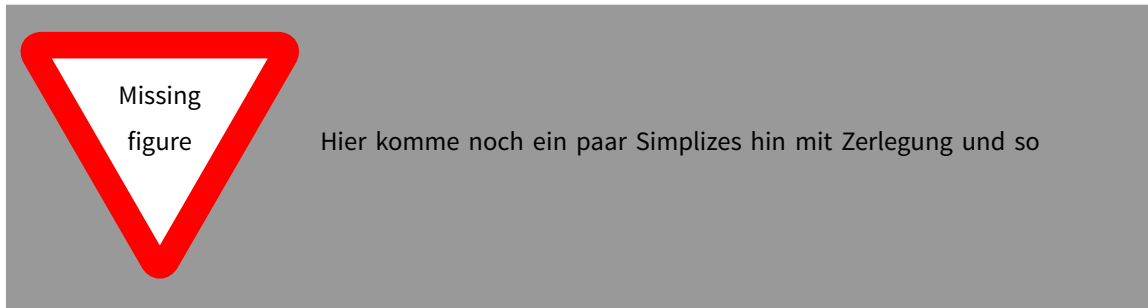 Missing
figure
Hier komme noch ein paar Simplizes hin mit Zerlegung und so